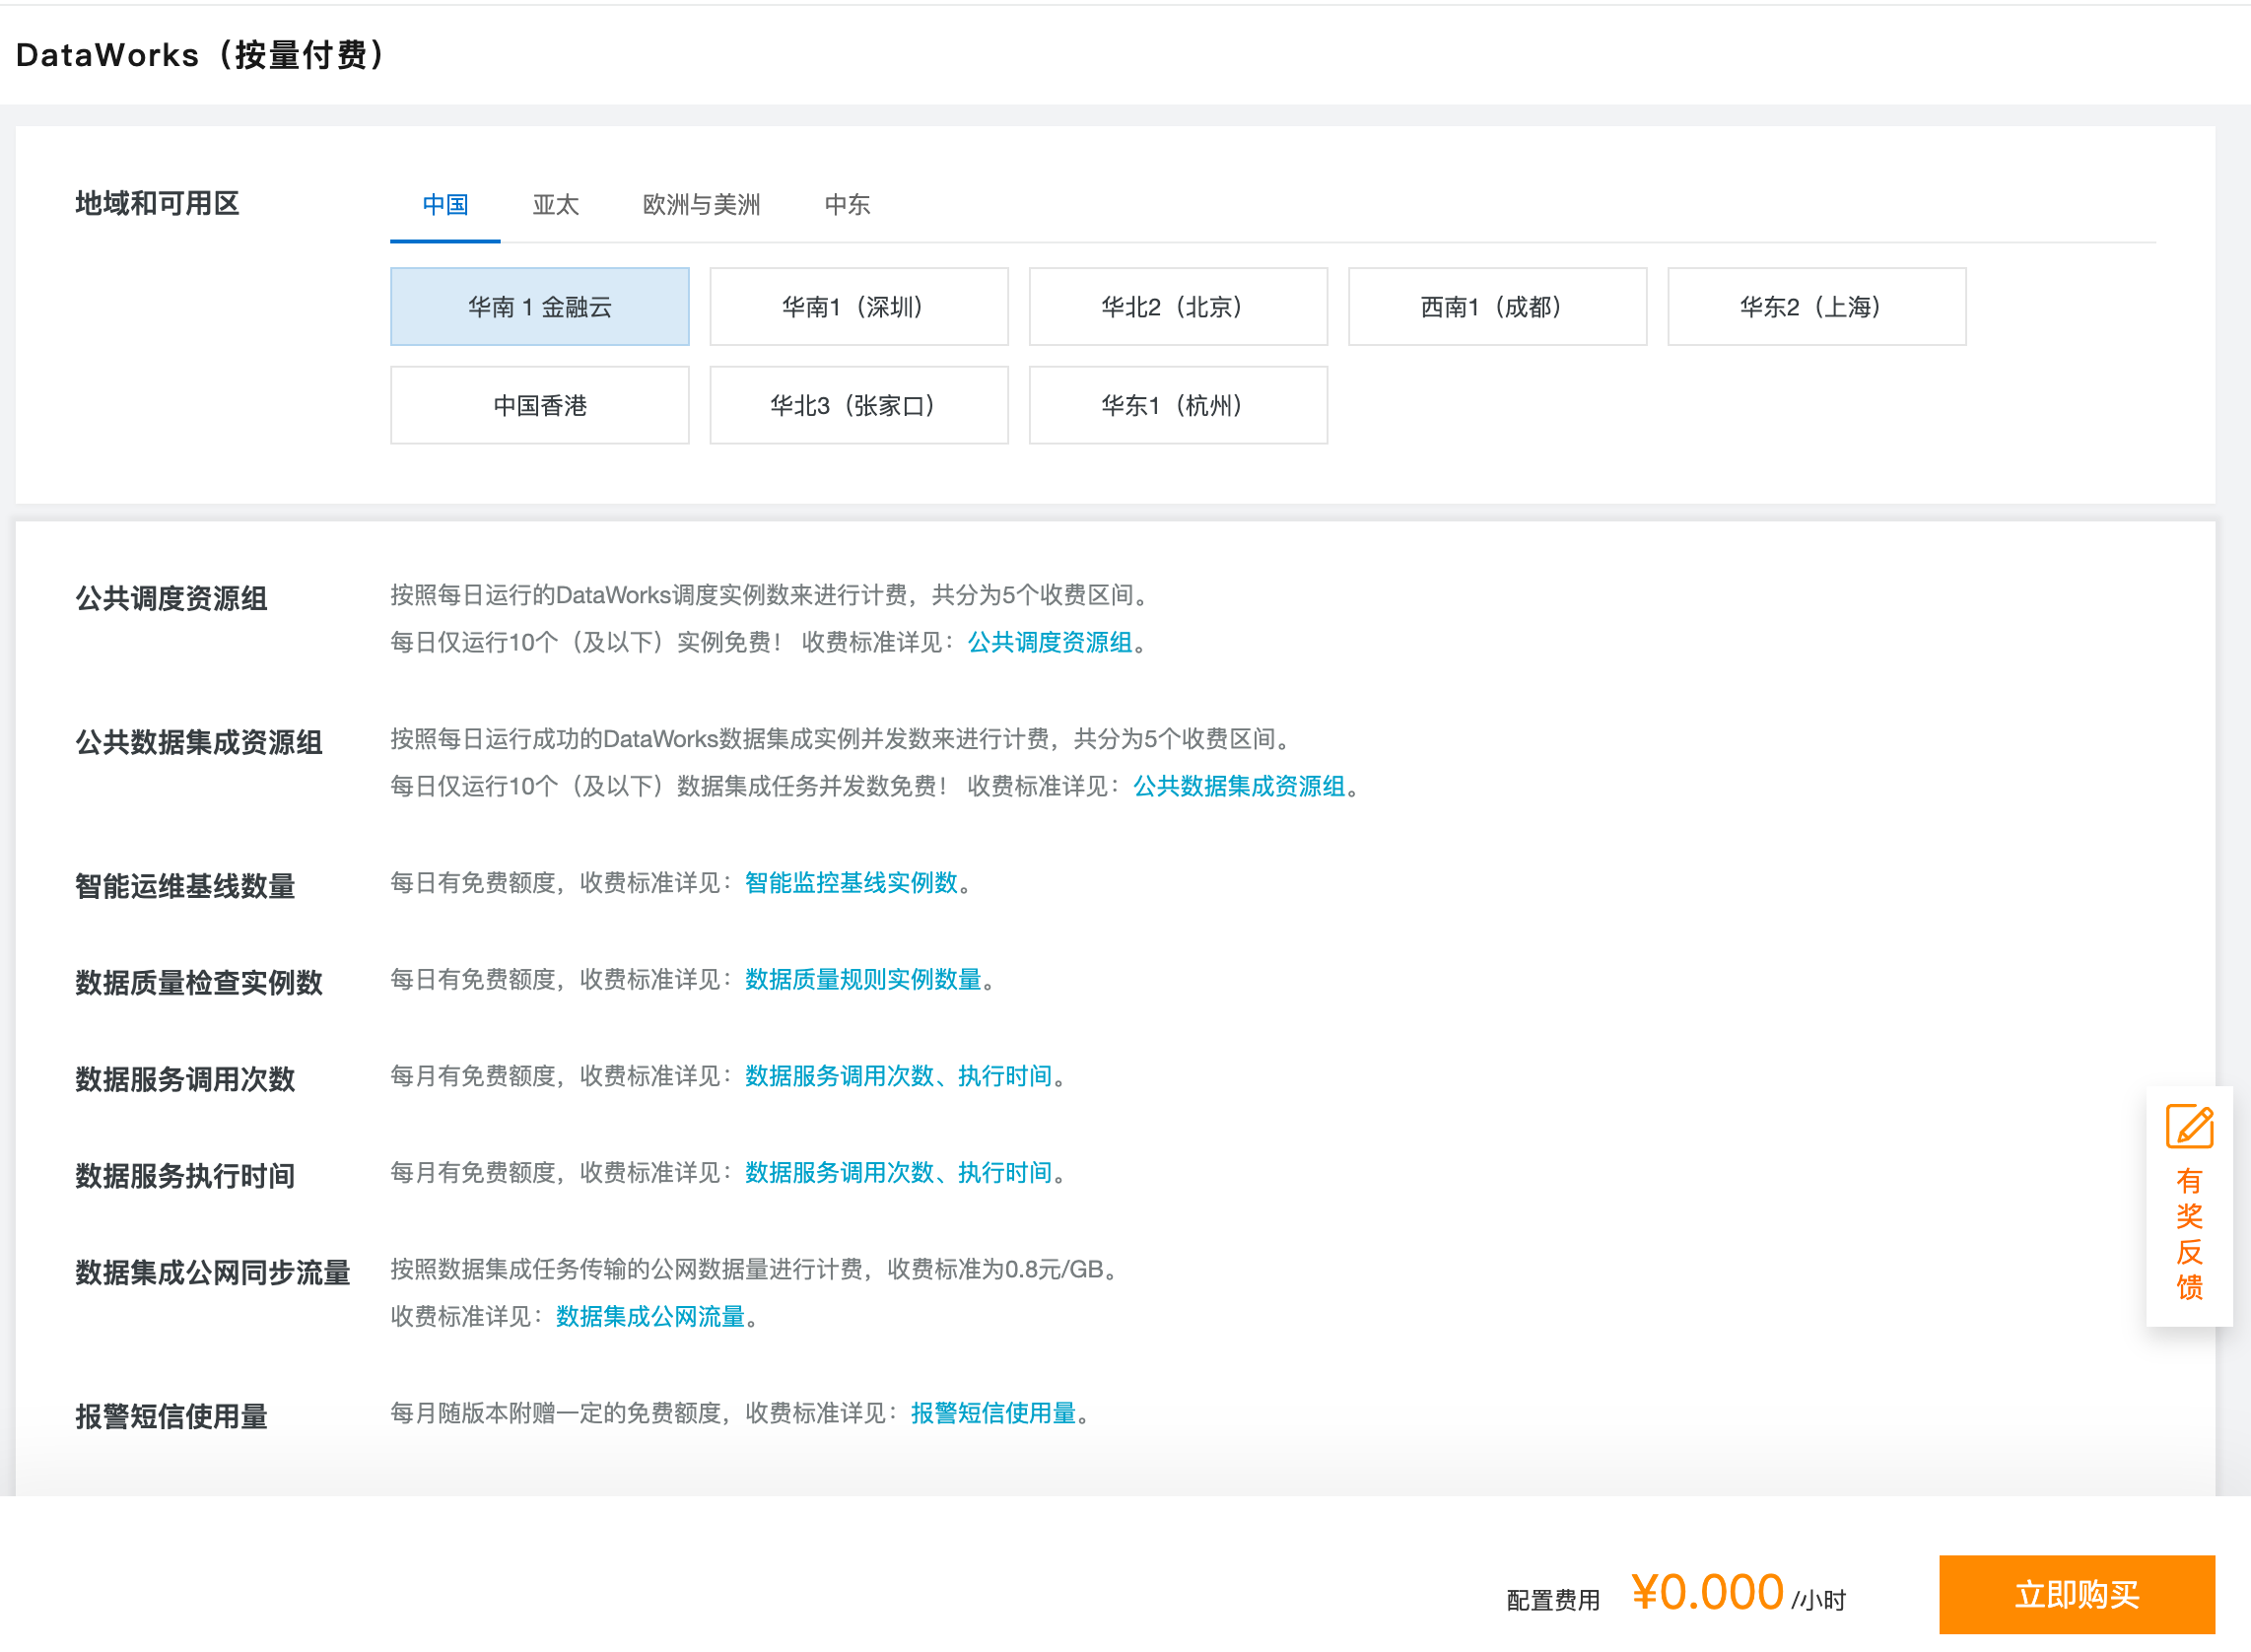 DataWorks（按量付费）
地域和可用区
中国 亚太 欧洲与美洲 中东
华南 1 金融云 华南1（深圳） 华北2（北京） 西南1（成都） 华东2（上海）
中国香港 华北3（张家口） 华东1（杭州）
公共调度资源组 按照每日运行的DataWorks调度实例数来进行计费，共分为5个收费区间。
每日仅运行10个（及以下）实例免费！ 收费标准详见：公共调度资源组。
公共数据集成资源组 按照每日运行成功的DataWorks数据集成实例并发数来进行计费，共分为5个收费区间。
每日仅运行10个（及以下）数据集成任务并发数免费！ 收费标准详见：公共数据集成资源组。
智能运维基线数量 每日有免费额度，收费标准详见：智能监控基线实例数。
数据质量检查实例数 每日有免费额度，收费标准详见：数据质量规则实例数量。
数据服务调用次数 每月有免费额度，收费标准详见：数据服务调用次数、执行时间。
数据服务执行时间 每月有免费额度，收费标准详见：数据服务调用次数、执行时间。
数据集成公网同步流量 按照数据集成任务传输的公网数据量进行计费，收费标准为0.8元/GB。
收费标准详见：数据集成公网流量。
报警短信使用量 每月随版本附赠一定的免费额度，收费标准详见：报警短信使用量。
有
奖
反
馈
配置费用 ¥0.000 /小时 立即购买